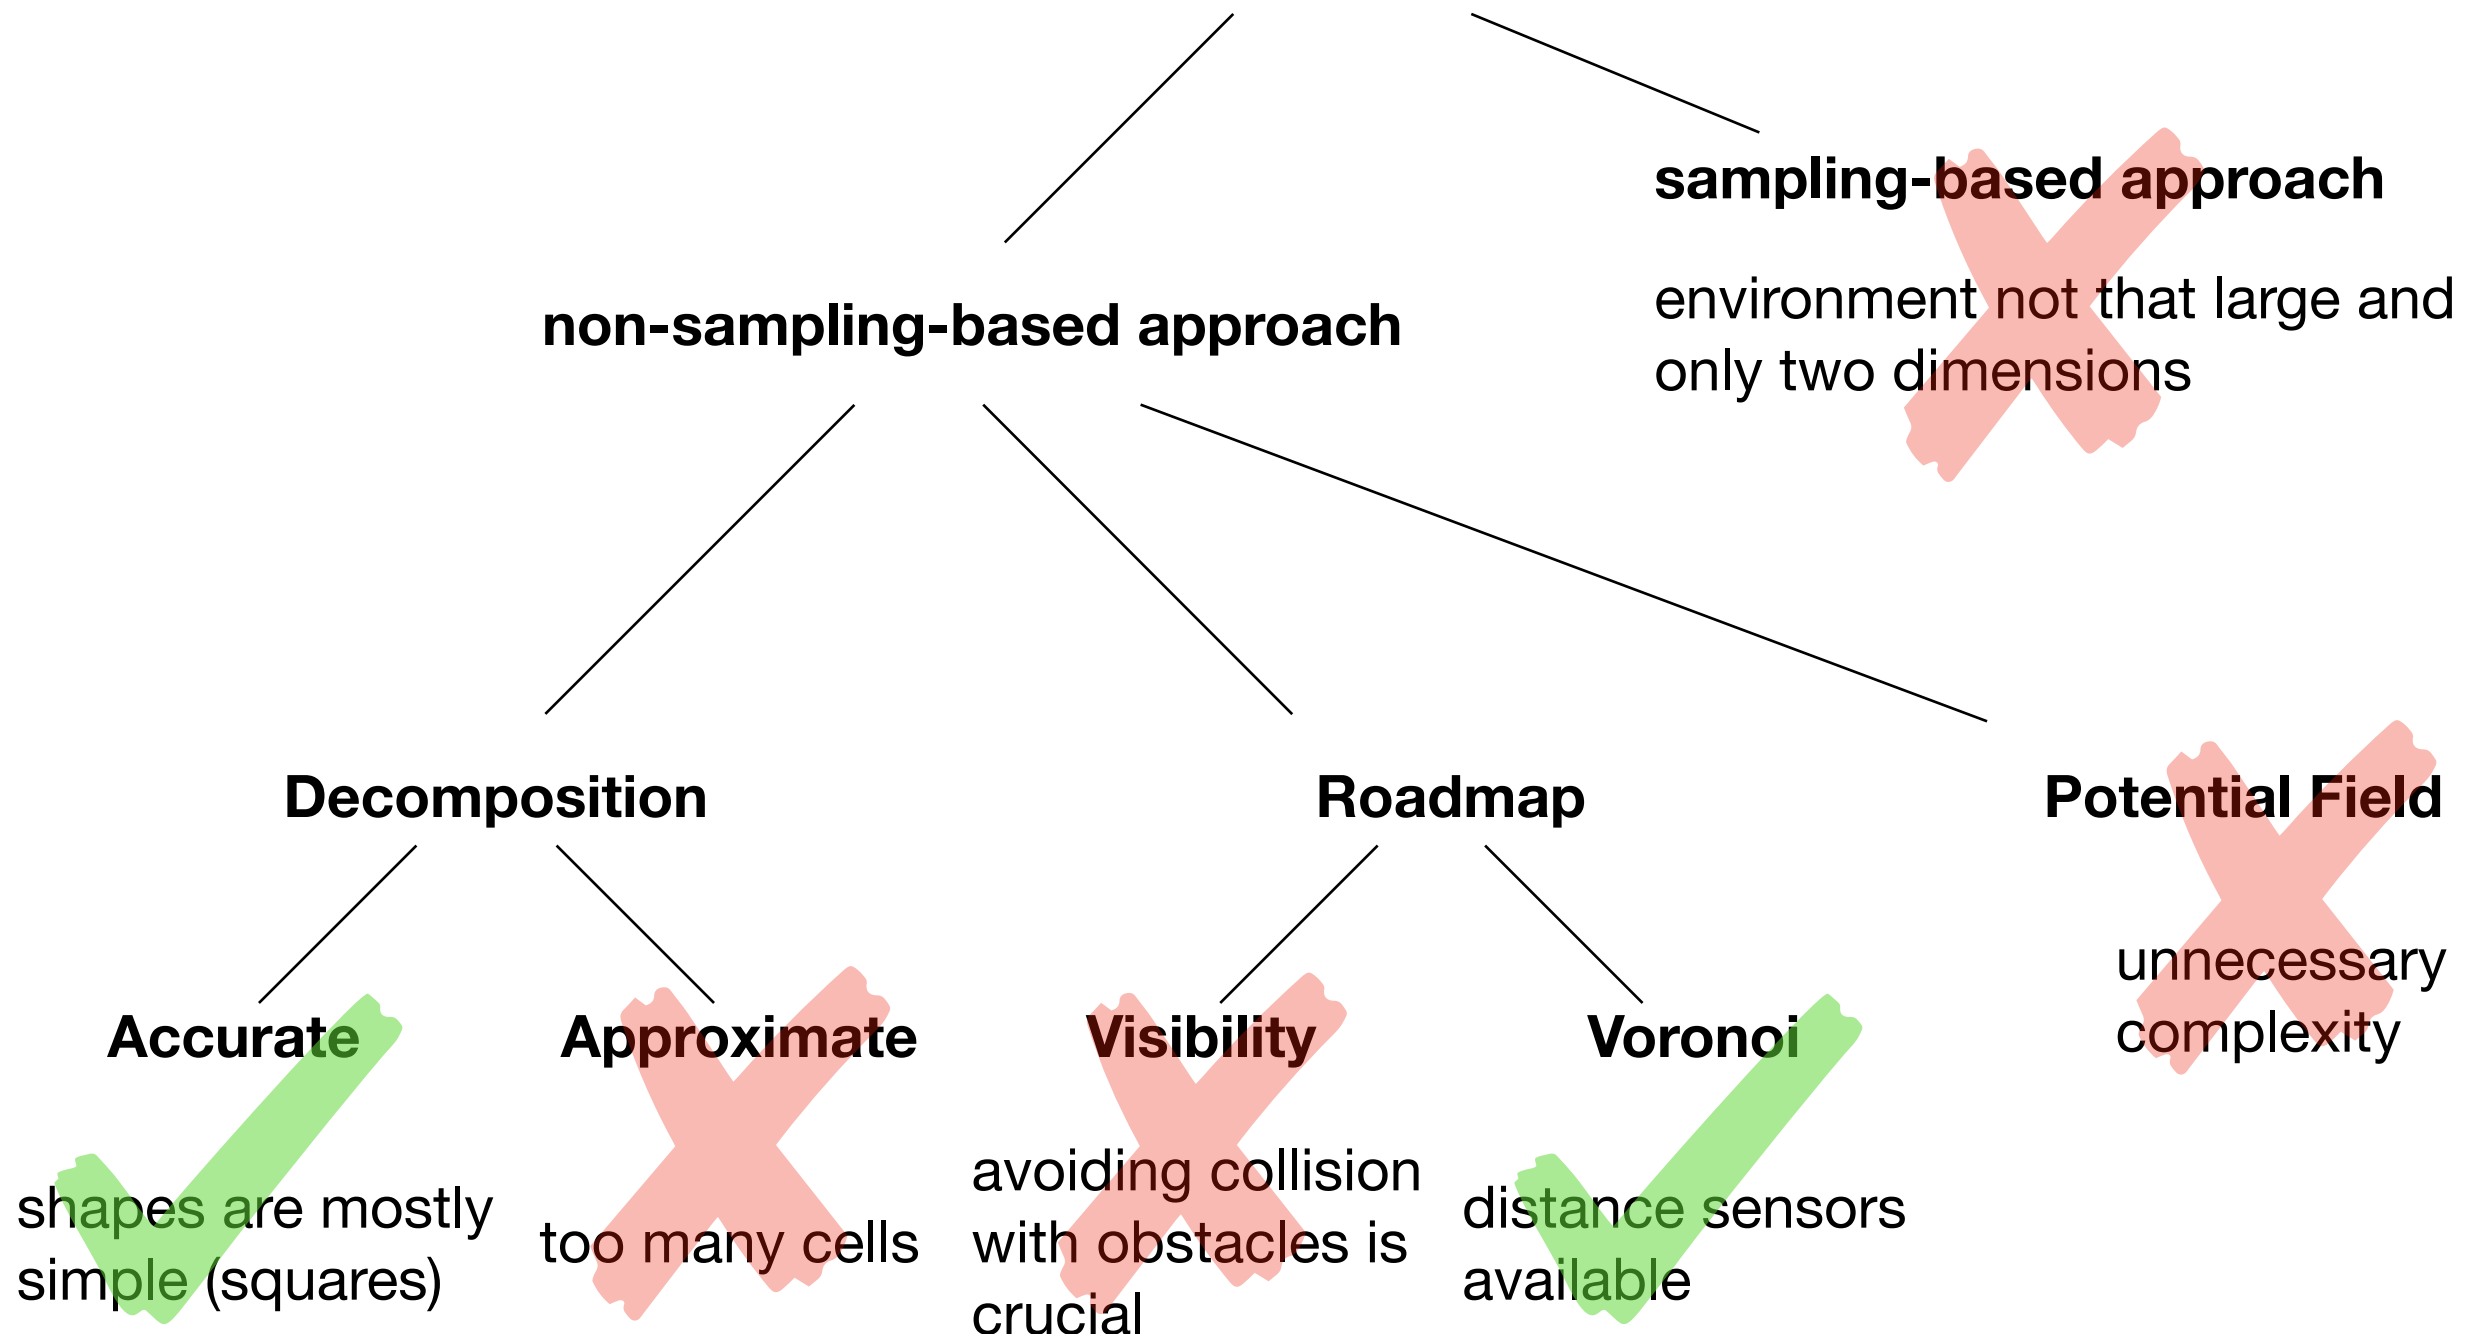 sampling-based approach
environment not that large and
only two dimensions
non-sampling-based approach
Decomposition
Roadmap
Potential Field
unnecessary
complexity
Accurate
shapes are mostly
simple (squares)
Approximate
too many cells
Visibility
avoiding collision
with obstacles is
crucial
Voronoi
distance sensors
available